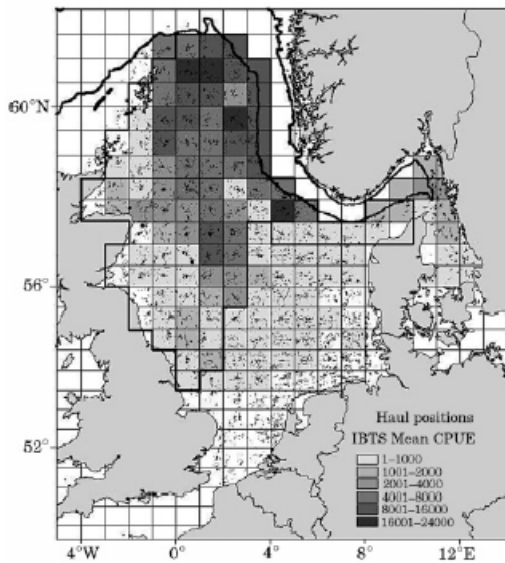 60°N
56°
52°
Haul positions
IBTS Mean CPUE
1–1000
1001–2000
2001–4000
4001–8000
8001–16000
16001–24000
4°W 0° 4° 8° 12°E